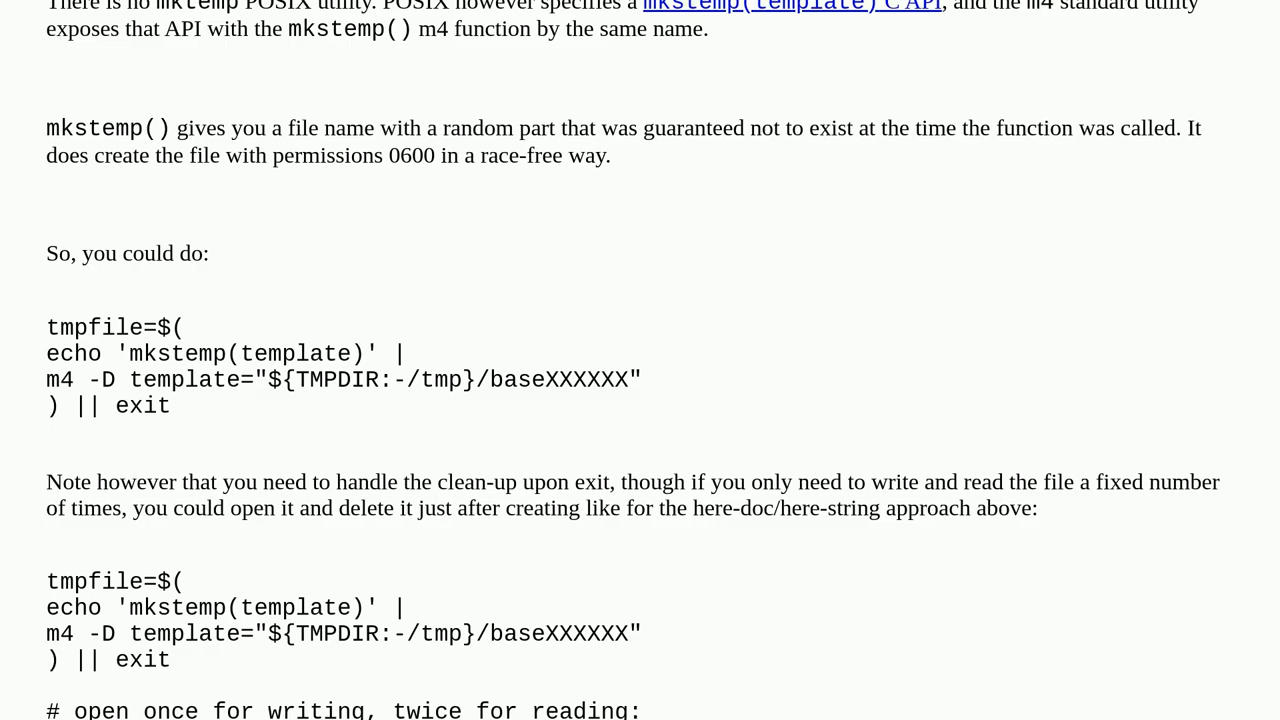 There is no mktemp POSIX utility. POSIX however specifies a mkstemp(template) C API, and the m4 standard utility
exposes that API with the mkstemp() m4 function by the same name.
mkstemp() gives you a file name with a random part that was guaranteed not to exist at the time the function was called. It
does create the file with permissions 0600 in a race-free way.
So, you could do:
tmpfile=$(
echo 'mkstemp(template)' |
m4 -D template="${TMPDIR:-/tmp}/baseXXXXXX"
) || exit
Note however that you need to handle the clean-up upon exit, though if you only need to write and read the file a fixed number
of times, you could open it and delete it just after creating like for the here-doc/here-string approach above:
tmpfile=$(
echo 'mkstemp(template)' |
m4 -D template="${TMPDIR:-/tmp}/baseXXXXXX"
) || exit
# open once for writing, twice for reading: